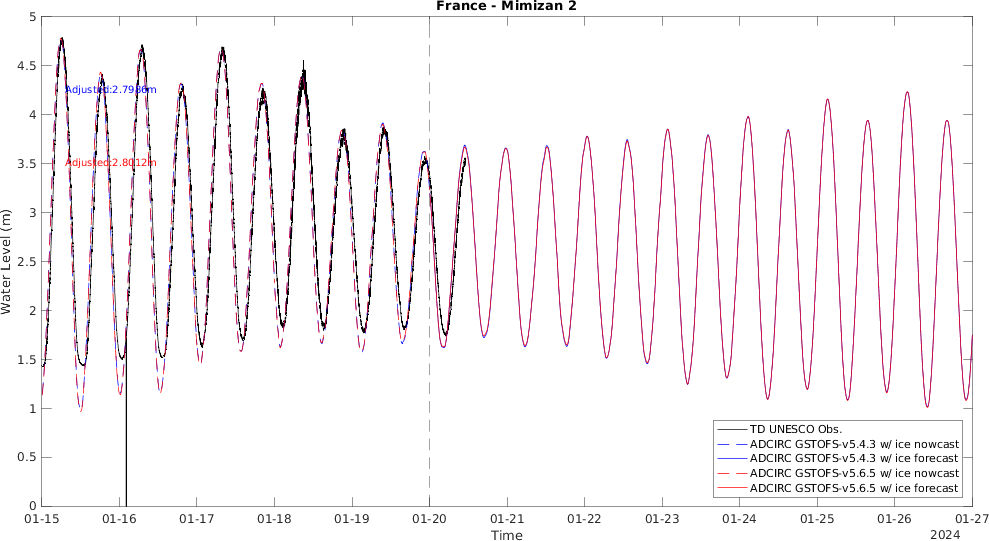 France - Mimizan 2
5
4.5
4
3.5
3
2.5
2
1.5
1
0.5
0
Water Level (m)
Adjusted:2.7936m
Adjusted:2.8012m
TD UNESCO Obs.
ADCIRC GSTOFS-v5.4.3 w/ ice nowcast
ADCIRC GSTOFS-v5.4.3 w/ ice forecast
ADCIRC GSTOFS-v5.6.5 w/ ice nowcast
ADCIRC GSTOFS-v5.6.5 w/ ice forecast
01-15 01-16 01-17 01-18 01-19 01-20 01-21 01-22 01-23 01-24 01-25 01-26 01-27
Time
2024